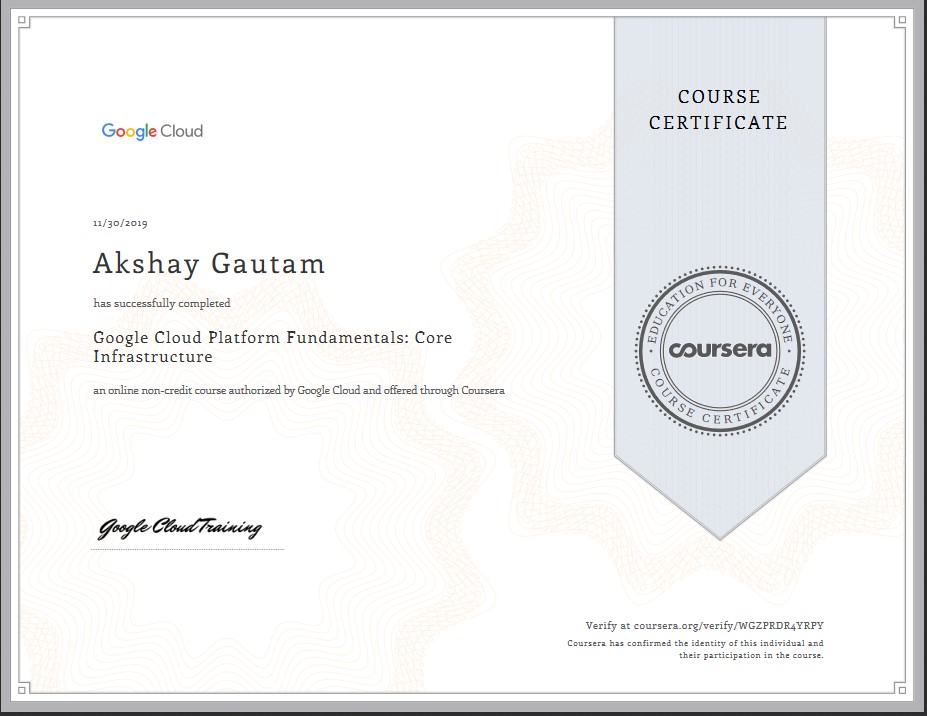 COURSE
CERTIFICATE
Google Cloud
11/30/2019
Akshay Gautam
has successfully completed
Google Cloud Platform Fundamentals: Core
Infrastructure
an online non-credit course authorized by Google Cloud and offered through Coursera
EDUCATION FOR EVERYONE
coursera
COURSE CERTIFICATE
Google Cloud Training
Verify at coursera.org/verify/WGZPRDR4YRPY
Coursera has confirmed the identity of this individual and
their participation in the course.